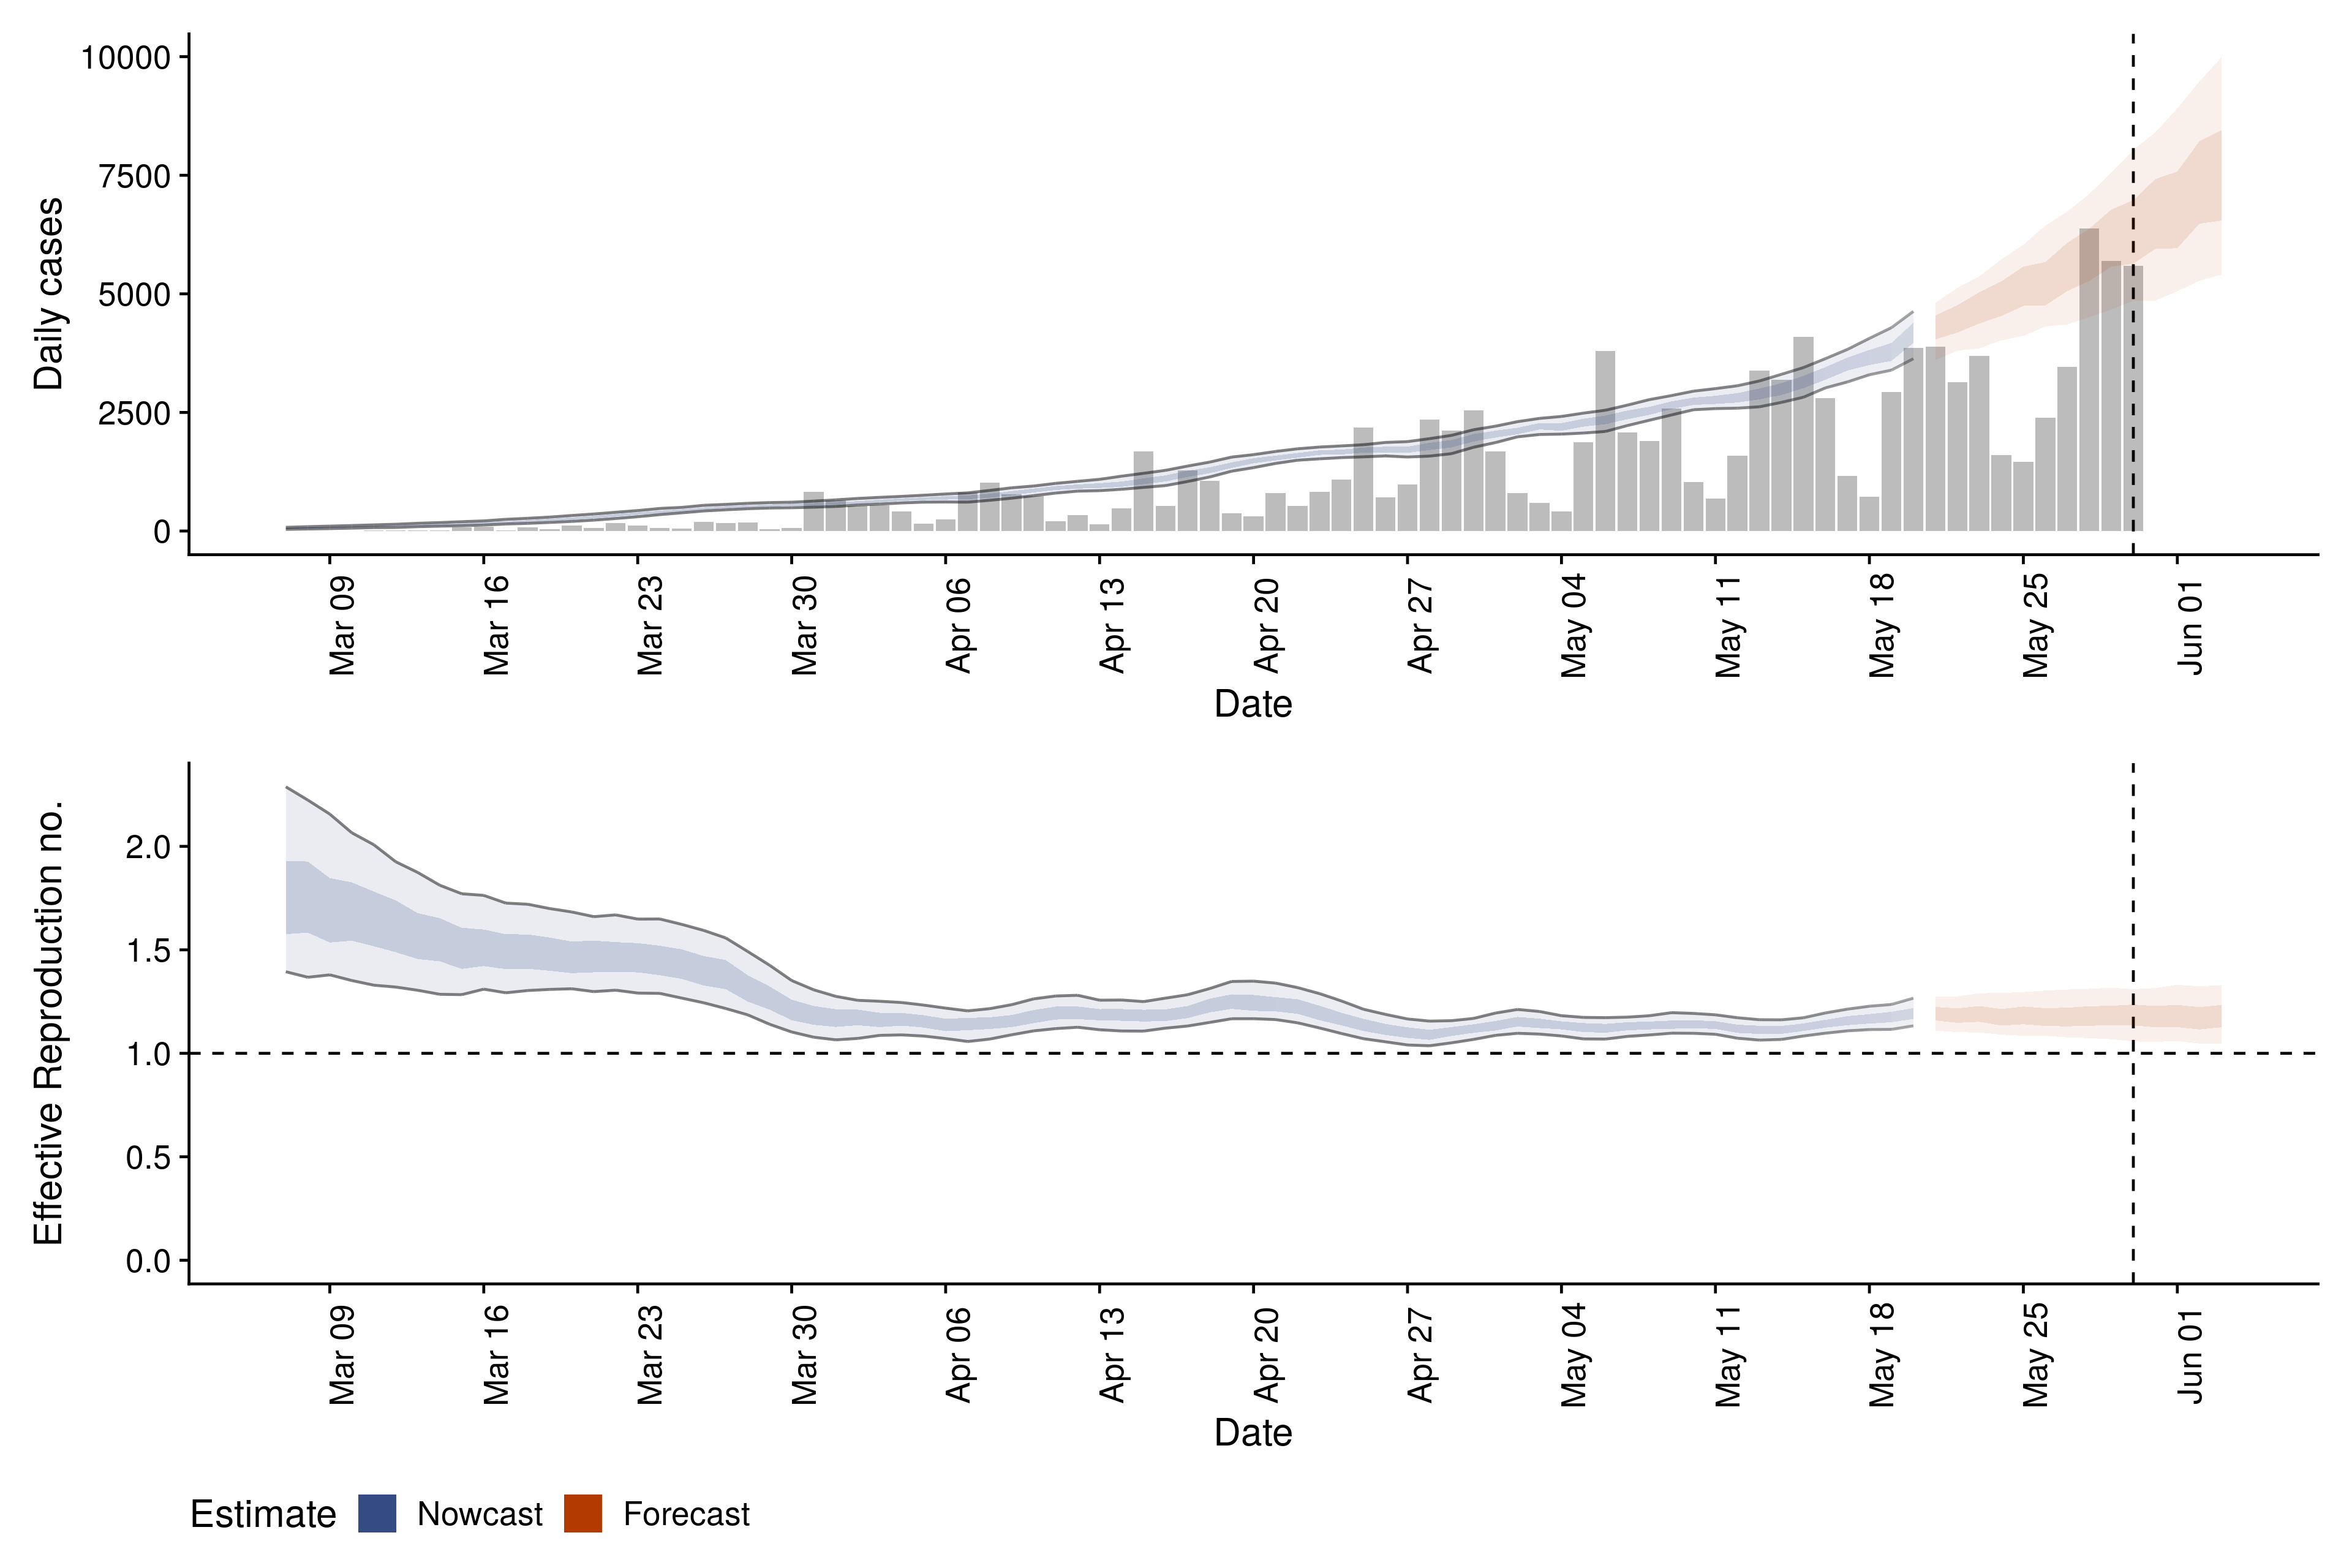 10000
7500
5000
2500
0
Daily cases
Mar 09 Mar 16 Mar 23 Mar 30 Apr 06 Apr 13 Apr 20 Apr 27 May 04 May 11 May 18 May 25 Jun 01
Date
2.0
1.5
1.0
0.5
0.0
Effective Reproduction no.
Mar 09 Mar 16 Mar 23 Mar 30 Apr 06 Apr 13 Apr 20 Apr 27 May 04 May 11 May 18 May 25 Jun 01
Date
Estimate Nowcast Forecast